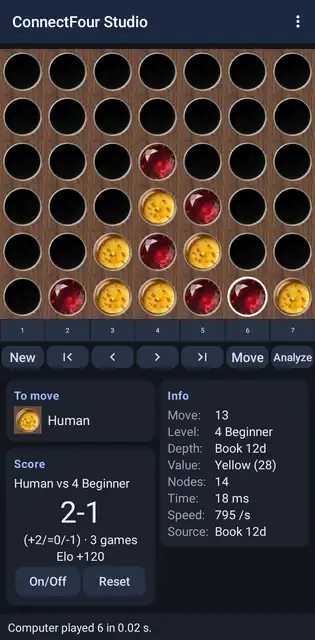 ConnectFour Studio
1 2 3 4 5 6 7
New Move Analyze
To move
Human
Score
Human vs 4 Beginner
2-1
(+2/=0/-1) · 3 games
Elo +120
On/Off Reset
Info
Move: 13
Level: 4 Beginner
Depth: Book 12d
Value: Yellow (28)
Nodes: 14
Time: 18 ms
Speed: 795 /s
Source: Book 12d
Computer played 6 in 0.02 s.